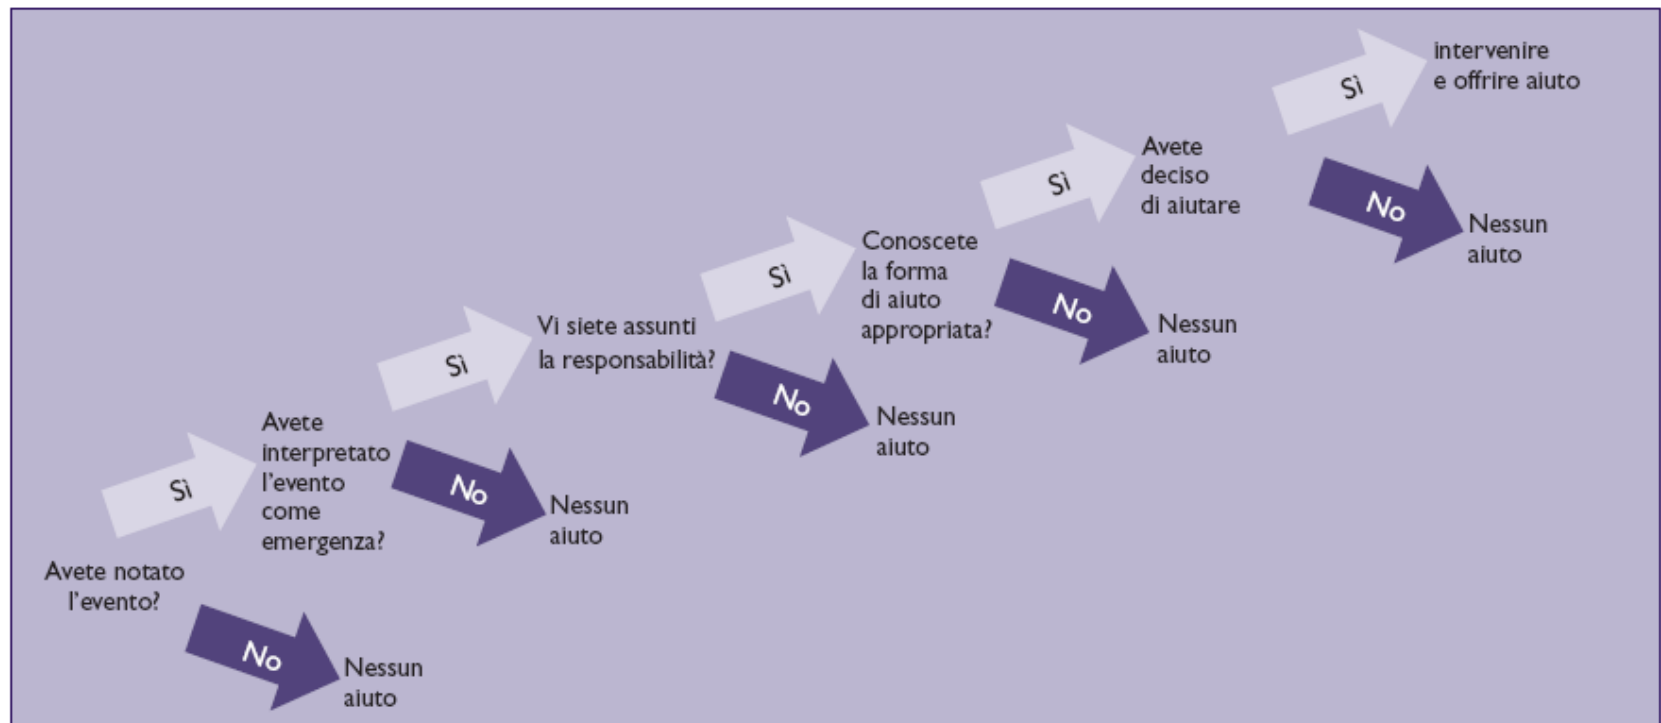 Avete notato
l'evento?
Sì
No
Nessun
aiuto
Avete
interpretato
l'evento
come
emergenza?
Sì
No
Nessun
aiuto
Vi siete assunti
la responsabilità?
Sì
No
Nessun
aiuto
Conoscete
la forma
di aiuto
appropriata?
Sì
No
Nessun
aiuto
Avete
deciso
di aiutare
Sì
No
Nessun
aiuto
intervenire
e offrire aiuto